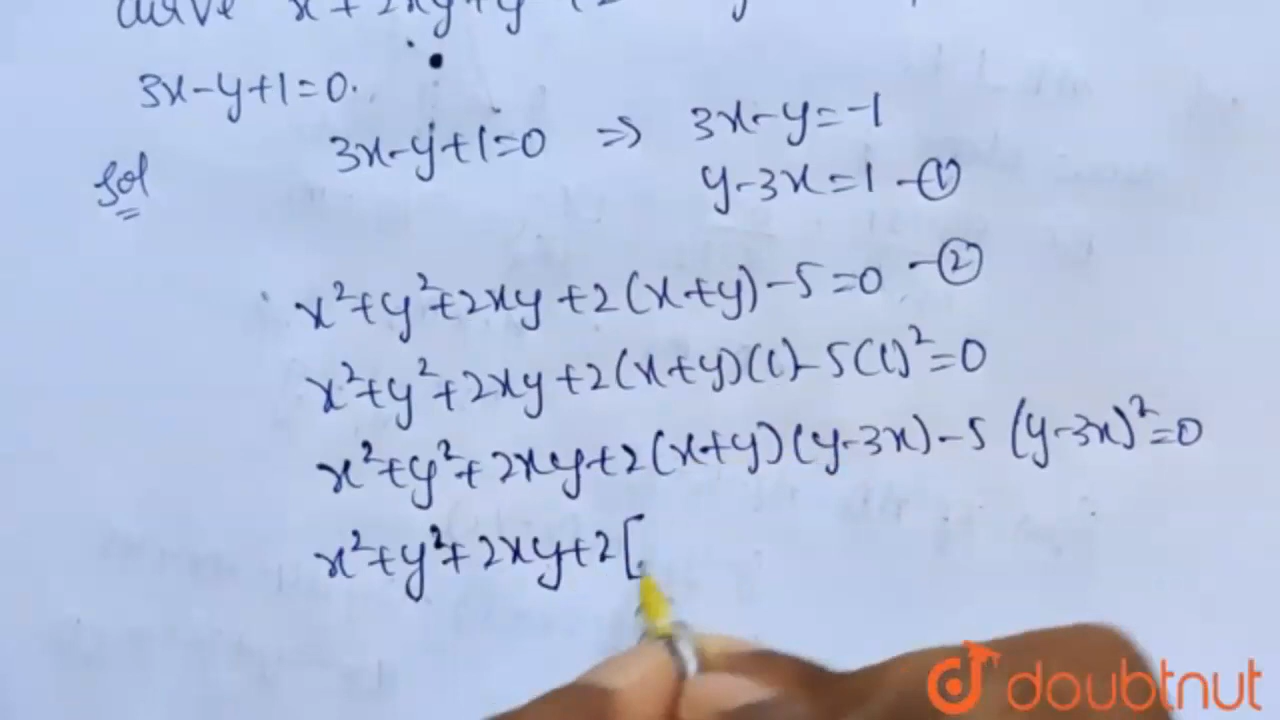 curve x + 2xy + y
3x-y+1=0.
3x-y+1=0 ⇒ 3x-y=-1
Sol
y-3x=1 -①
x²+y²+2xy+2(x+y)-5=0 -②
x²+y²+2xy+2(x+y)(1)-5(1)²=0
x²+y²+2xy+2(x+y)(y-3x)-5(y-3x)²=0
x²+y²+2xy+2[
doubtnut